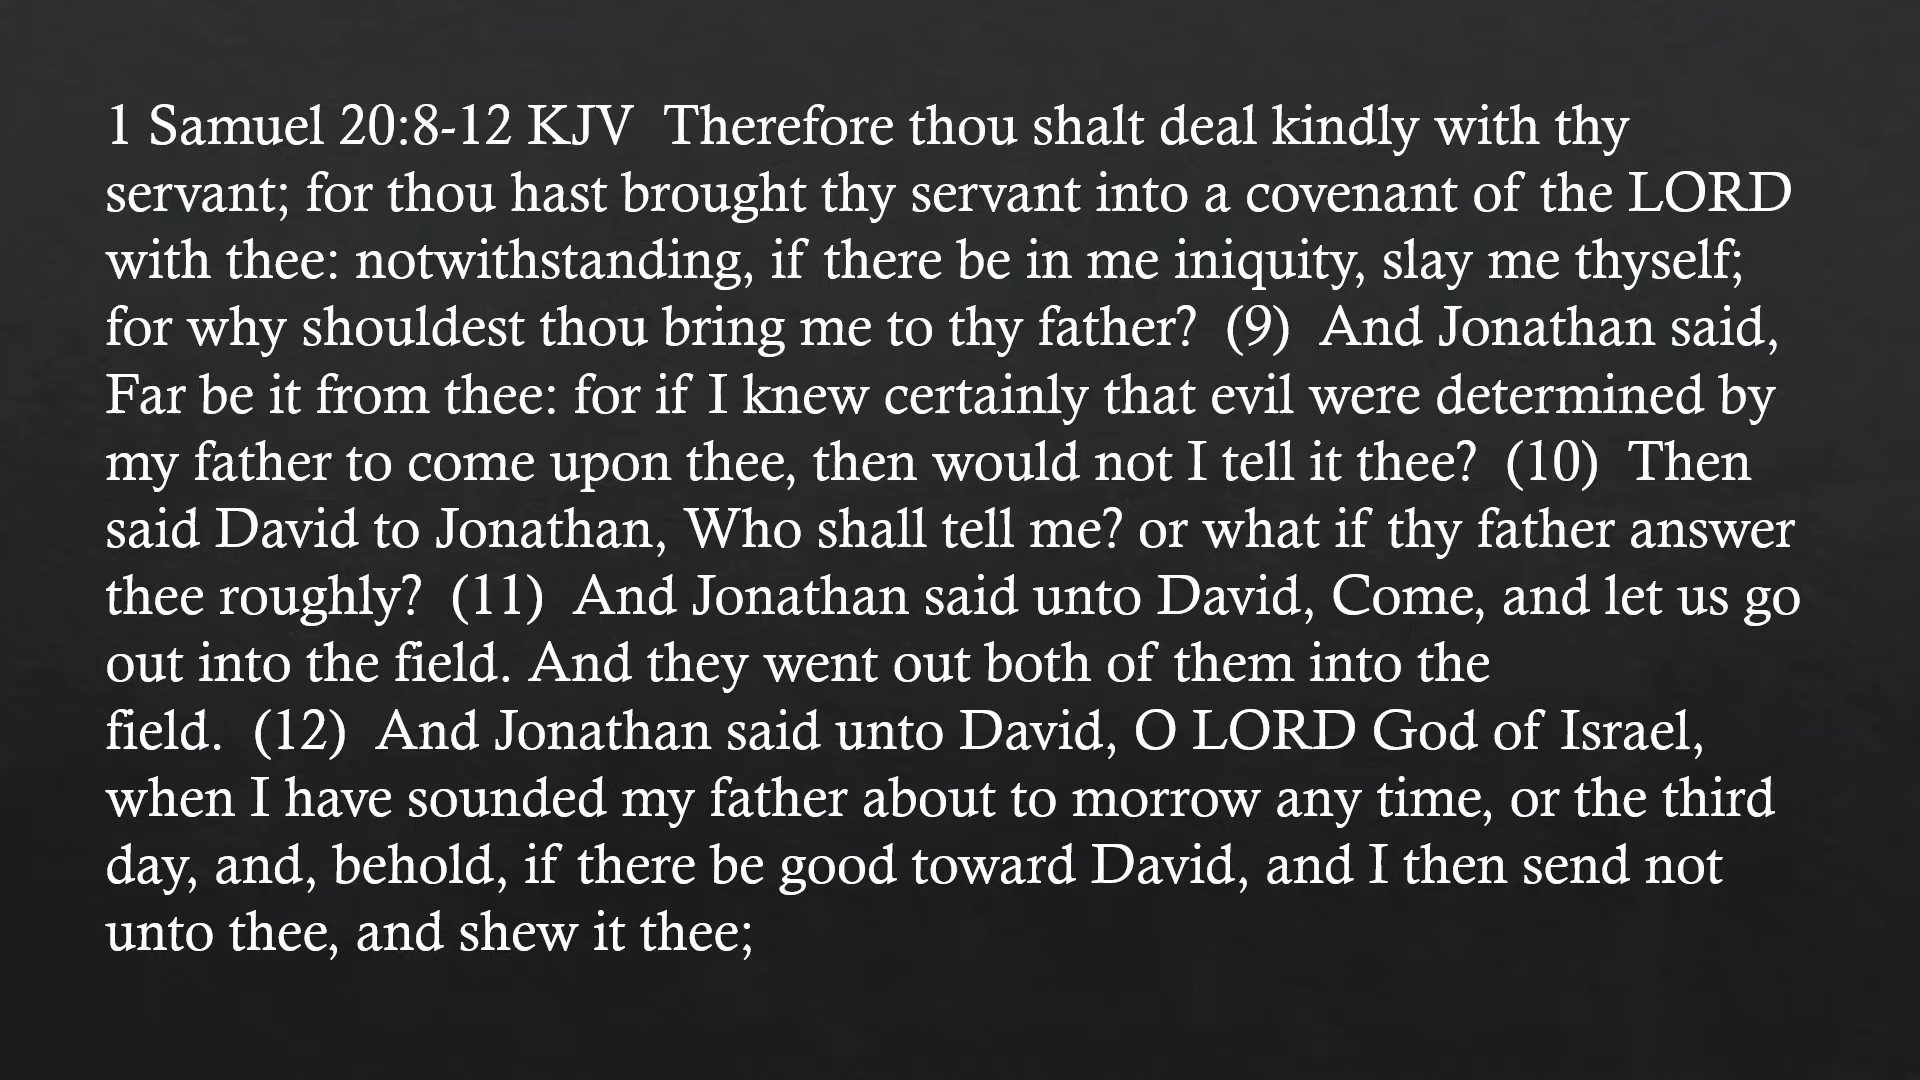 1 Samuel 20:8-12 KJV  Therefore thou shalt deal kindly with thy
servant; for thou hast brought thy servant into a covenant of the LORD
with thee: notwithstanding, if there be in me iniquity, slay me thyself;
for why shouldest thou bring me to thy father?  (9)  And Jonathan said,
Far be it from thee: for if I knew certainly that evil were determined by
my father to come upon thee, then would not I tell it thee?  (10)  Then
said David to Jonathan, Who shall tell me? or what if thy father answer
thee roughly?  (11)  And Jonathan said unto David, Come, and let us go
out into the field. And they went out both of them into the
field.  (12)  And Jonathan said unto David, O LORD God of Israel,
when I have sounded my father about to morrow any time, or the third
day, and, behold, if there be good toward David, and I then send not
unto thee, and shew it thee;